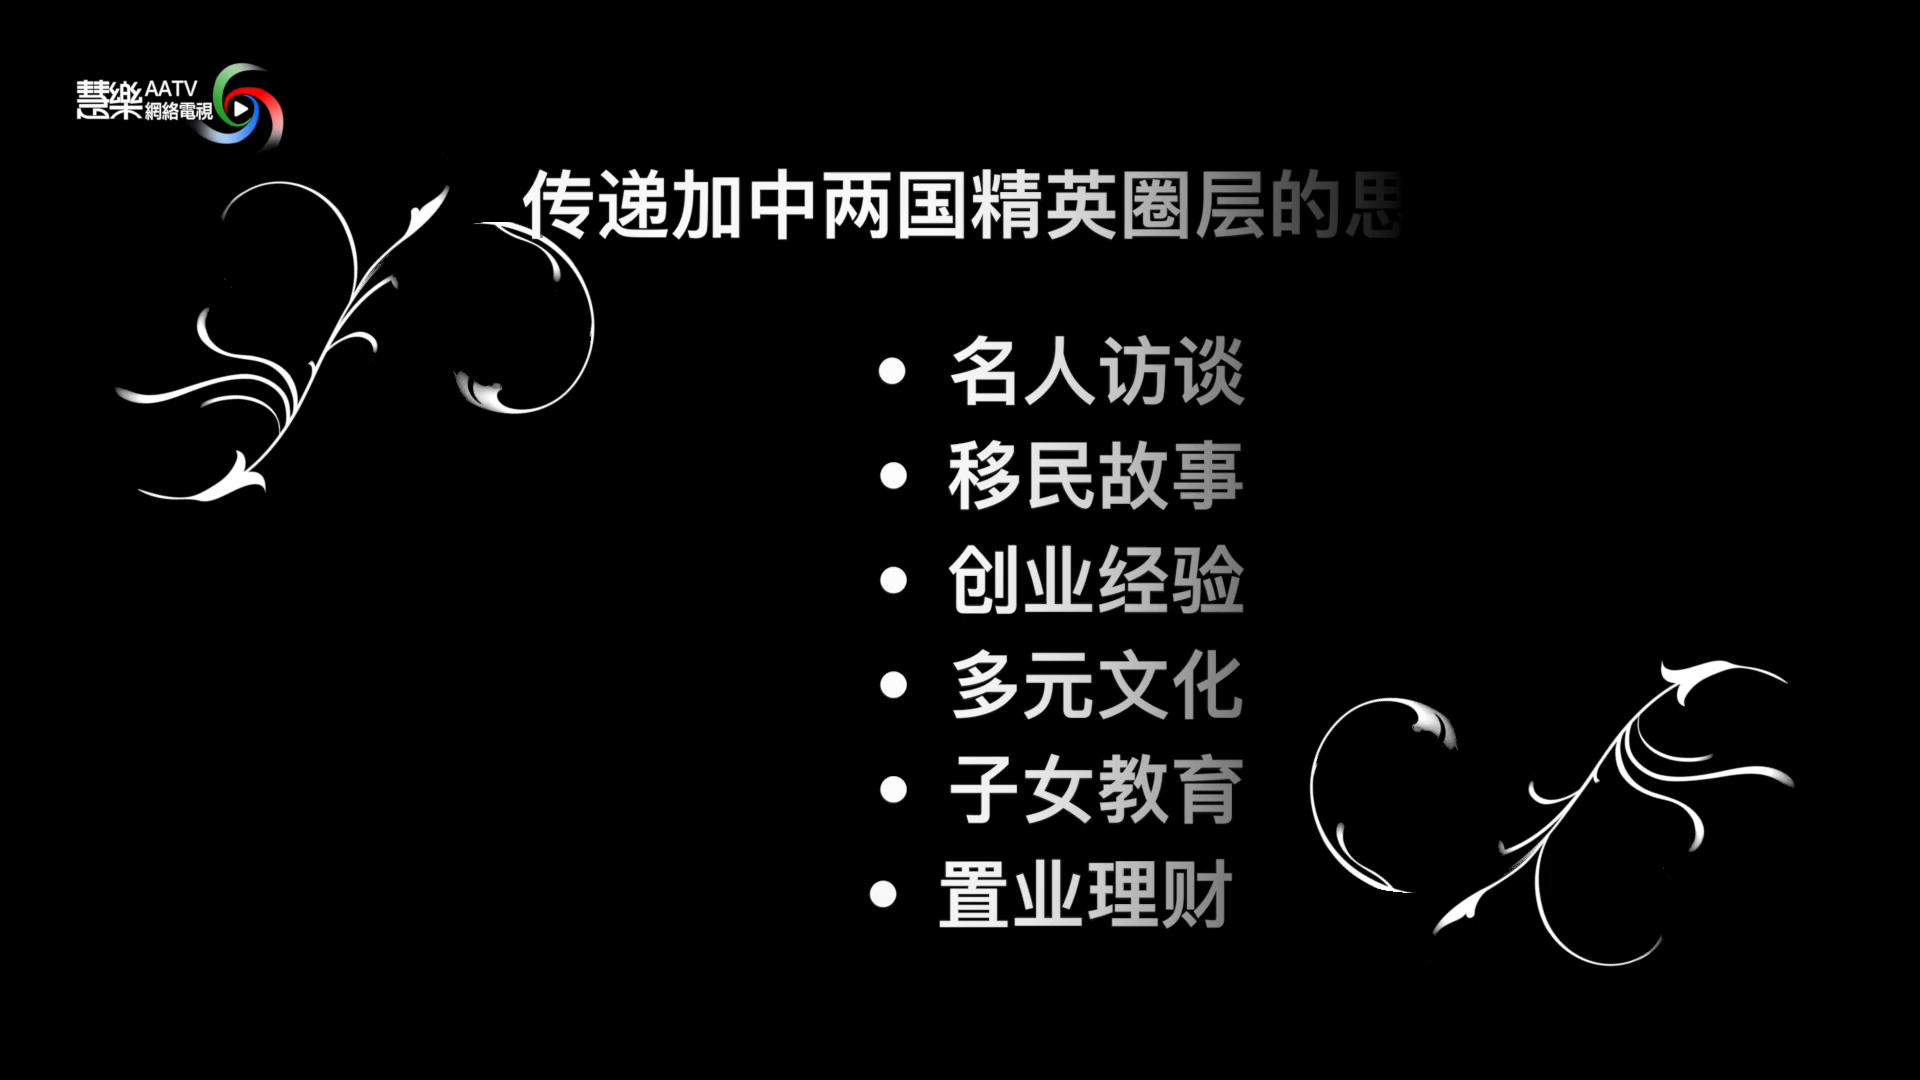 慧樂 AATV
網絡電視
传递加中两国精英圈层的思
• 名人访谈
• 移民故事
• 创业经验
• 多元文化
• 子女教育
• 置业理财